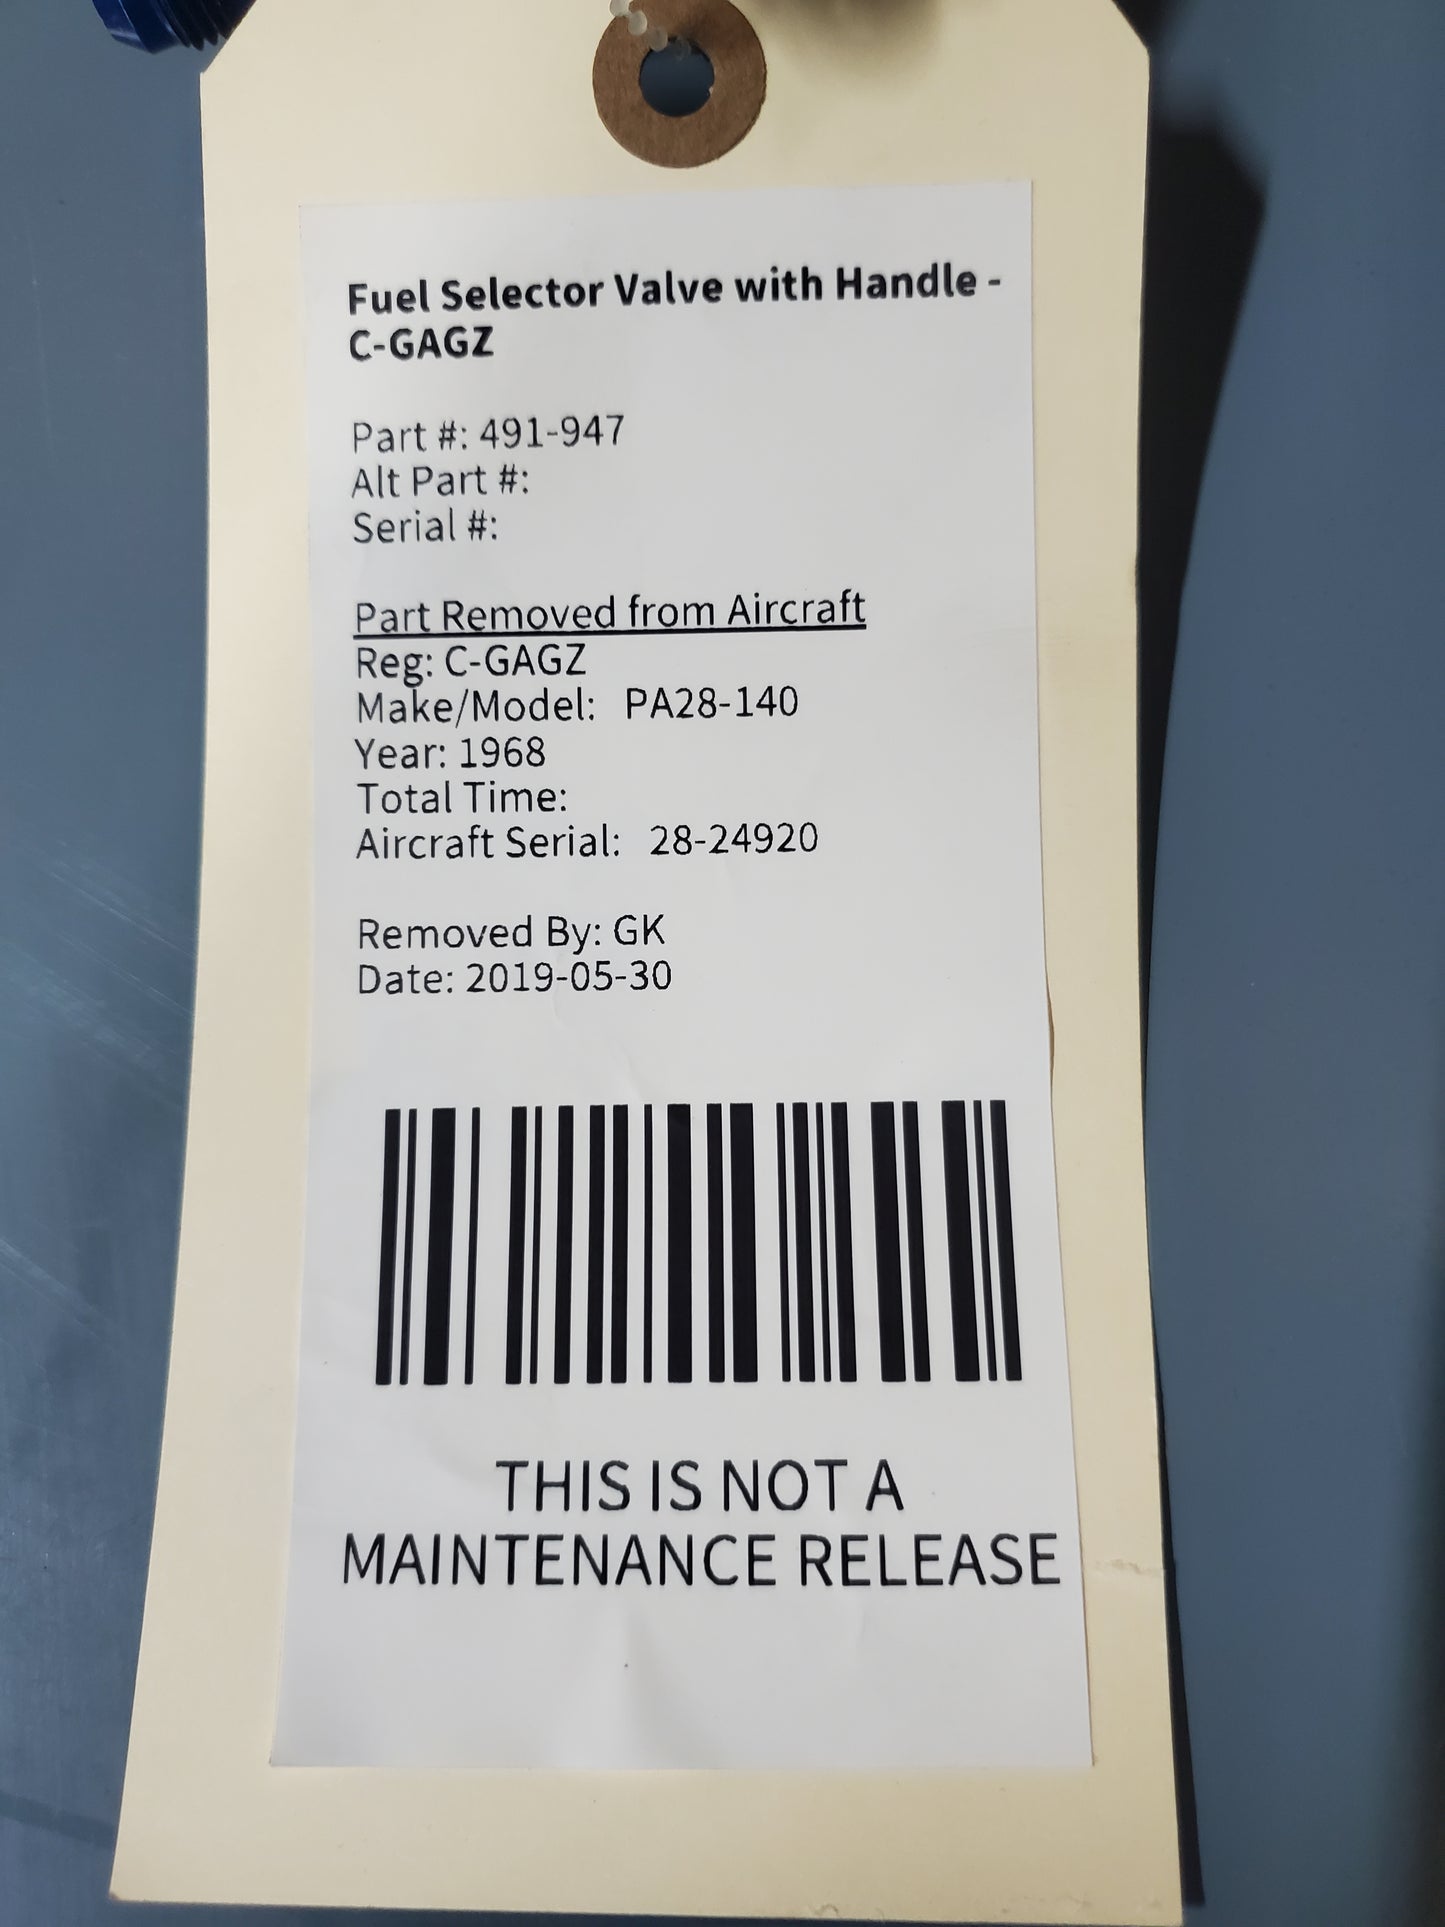 Fuel Selector Valve with Handle -
C-GAGZ
Part #: 491-947
Alt Part #:
Serial #:
Part Removed from Aircraft
Reg: C-GAGZ
Make/Model: PA28-140
Year: 1968
Total Time:
Aircraft Serial: 28-24920
Removed By: GK
Date: 2019-05-30
THIS IS NOT A
MAINTENANCE RELEASE